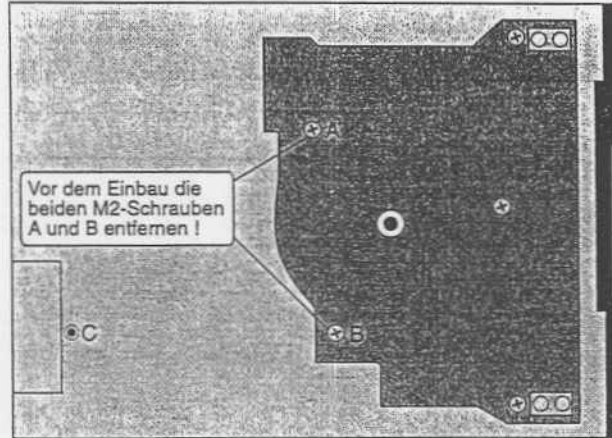 A
Vor dem Einbau die
beiden M2-Schrauben
A und B entfernen !
C
B